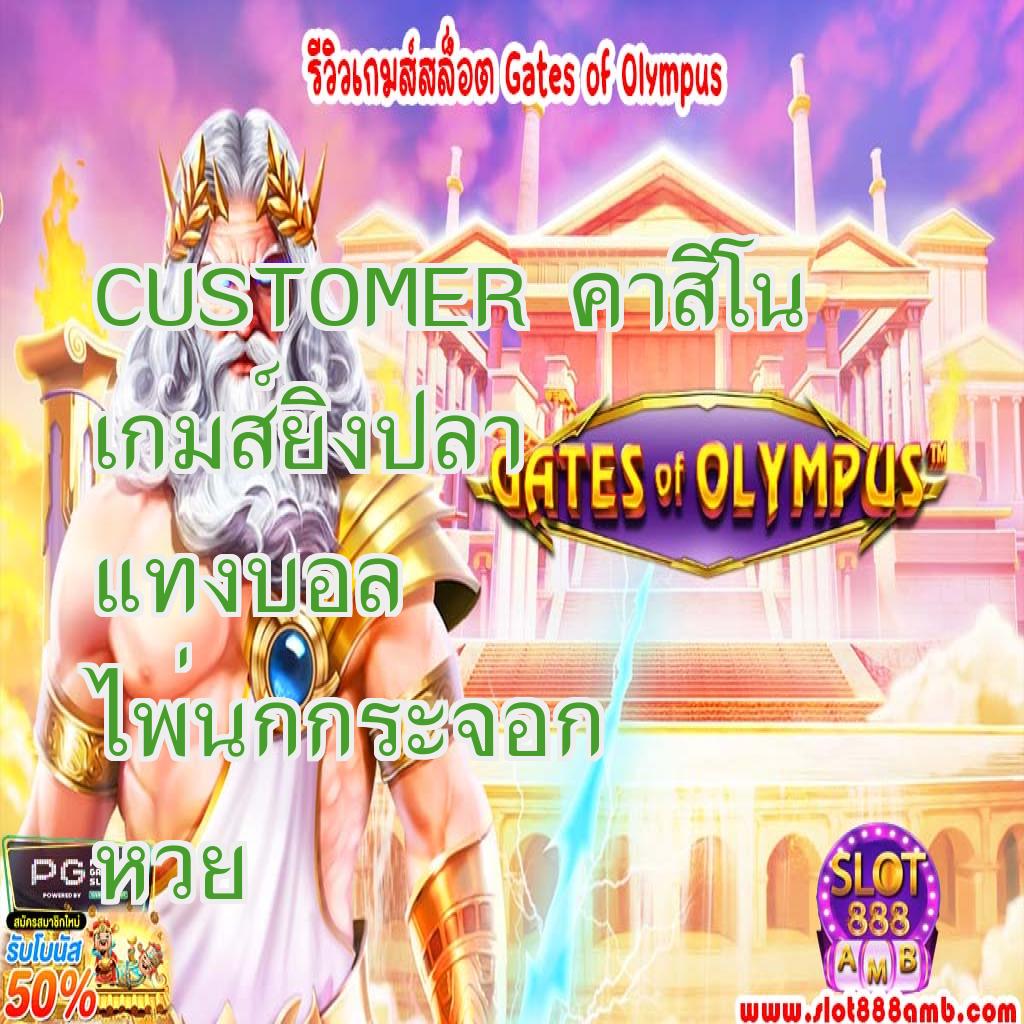 รีวิวเกมส์สล็อต Gates of Olympus
CUSTOMER คาสิโน
เกมส์ยิงปลา
GATES of OLYMPUS™
แทงบอล
ไพ่นกกระจอก
หวย
PG
POWERED BY
สมัครสมาชิกใหม่
รับโบนัส
50%
SLOT
888
AMB
www.slot888amb.com